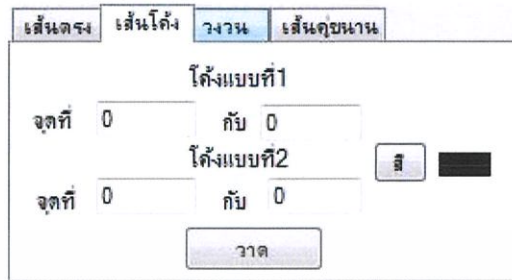 เส้นตรง เส้นโค้ง วงวน เส้นคู่ขนาน
โค้งแบบที่1
จุดที่ 0 กับ 0
โค้งแบบที่2
สี
จุดที่ 0 กับ 0
วาด